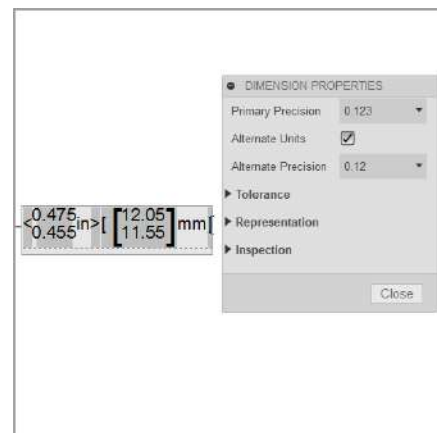 DIMENSION PROPERTIES
Primary Precision 0.123
Alternate Units
Alternate Precision 0.12
Tolerance
Representation
Inspection
Close
<0.475 in>[ [12.05] mm[
0.455 11.55